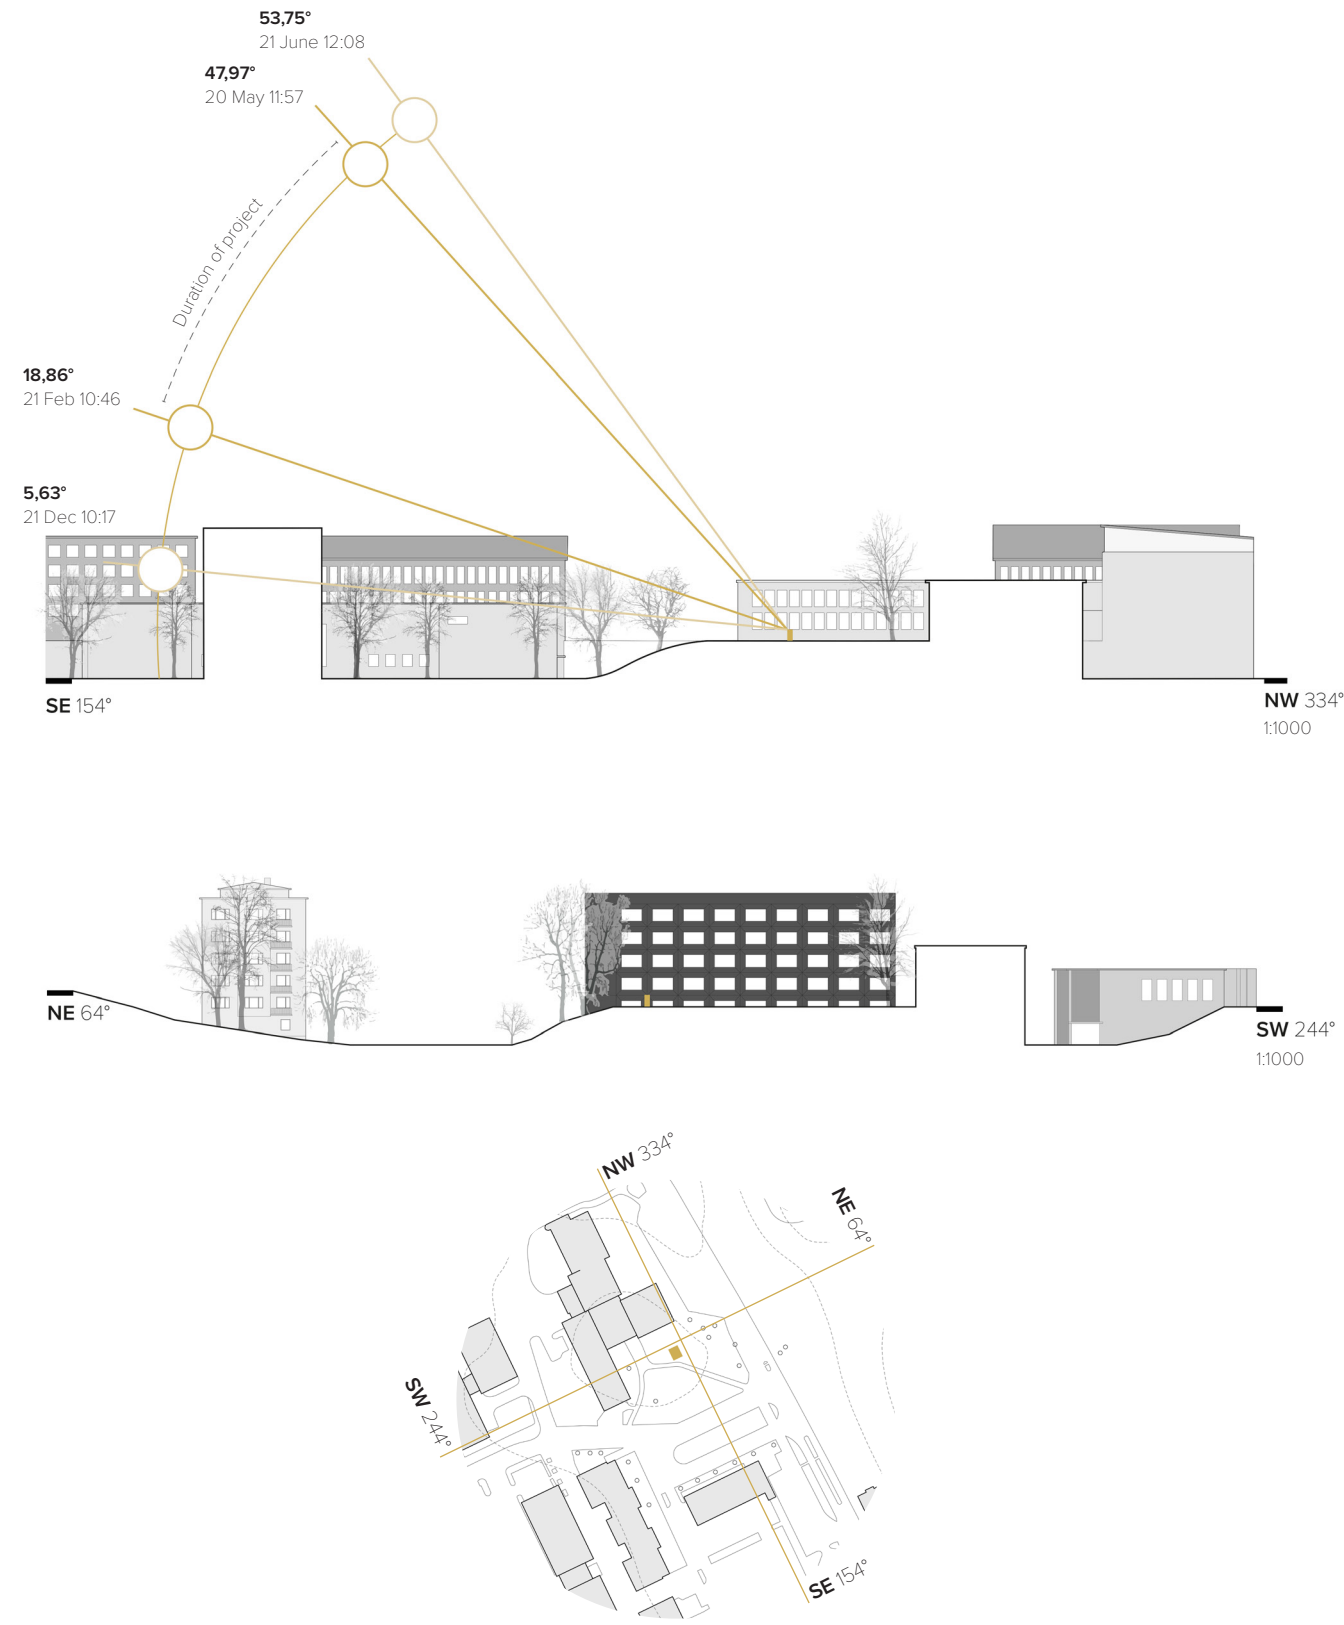 53,75°
21 June 12:08
47,97°
20 May 11:57
Duration of project
18,86°
21 Feb 10:46
5,63°
21 Dec 10:17
SE 154°
NW 334°
1:1000
NE 64°
SW 244°
1:1000
NW 334°
NE 64°
SW 244°
SE 154°